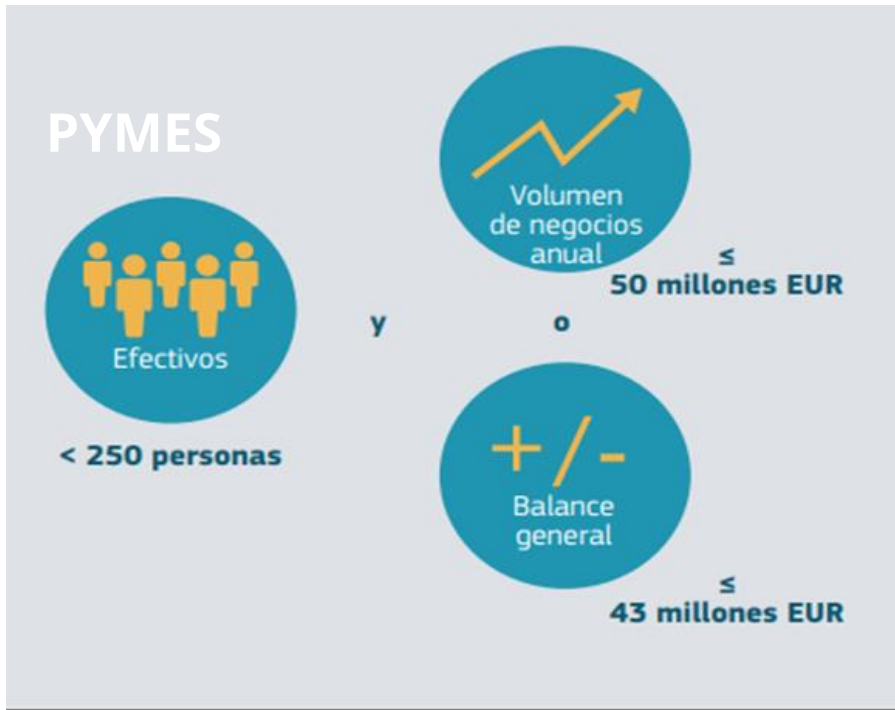 PYMES
Efectivos
< 250 personas
y
Volumen
de negocios
anual
≤
50 millones EUR
o
+/-
Balance
general
≤
43 millones EUR